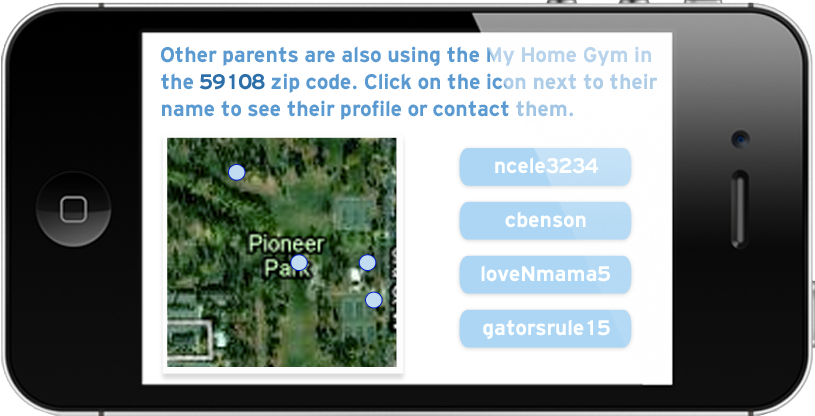 Other parents are also using the My Home Gym in
the 59108 zip code. Click on the icon next to their
name to see their profile or contact them.
Pioneer
Park
ncele3234
cbenson
loveNmama5
gatorsrule15